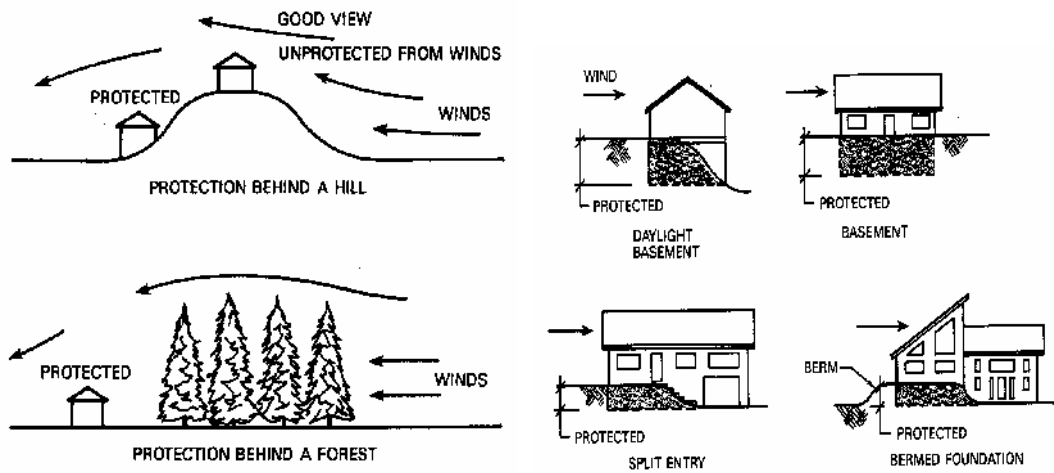 GOOD VIEW
UNPROTECTED FROM WINDS
PROTECTED
WINDS
PROTECTION BEHIND A HILL
PROTECTED
WINDS
PROTECTION BEHIND A FOREST
WIND
PROTECTED
DAYLIGHT
BASEMENT
PROTECTED
BASEMENT
PROTECTED
SPLIT ENTRY
BERM
PROTECTED
BERMED FOUNDATION